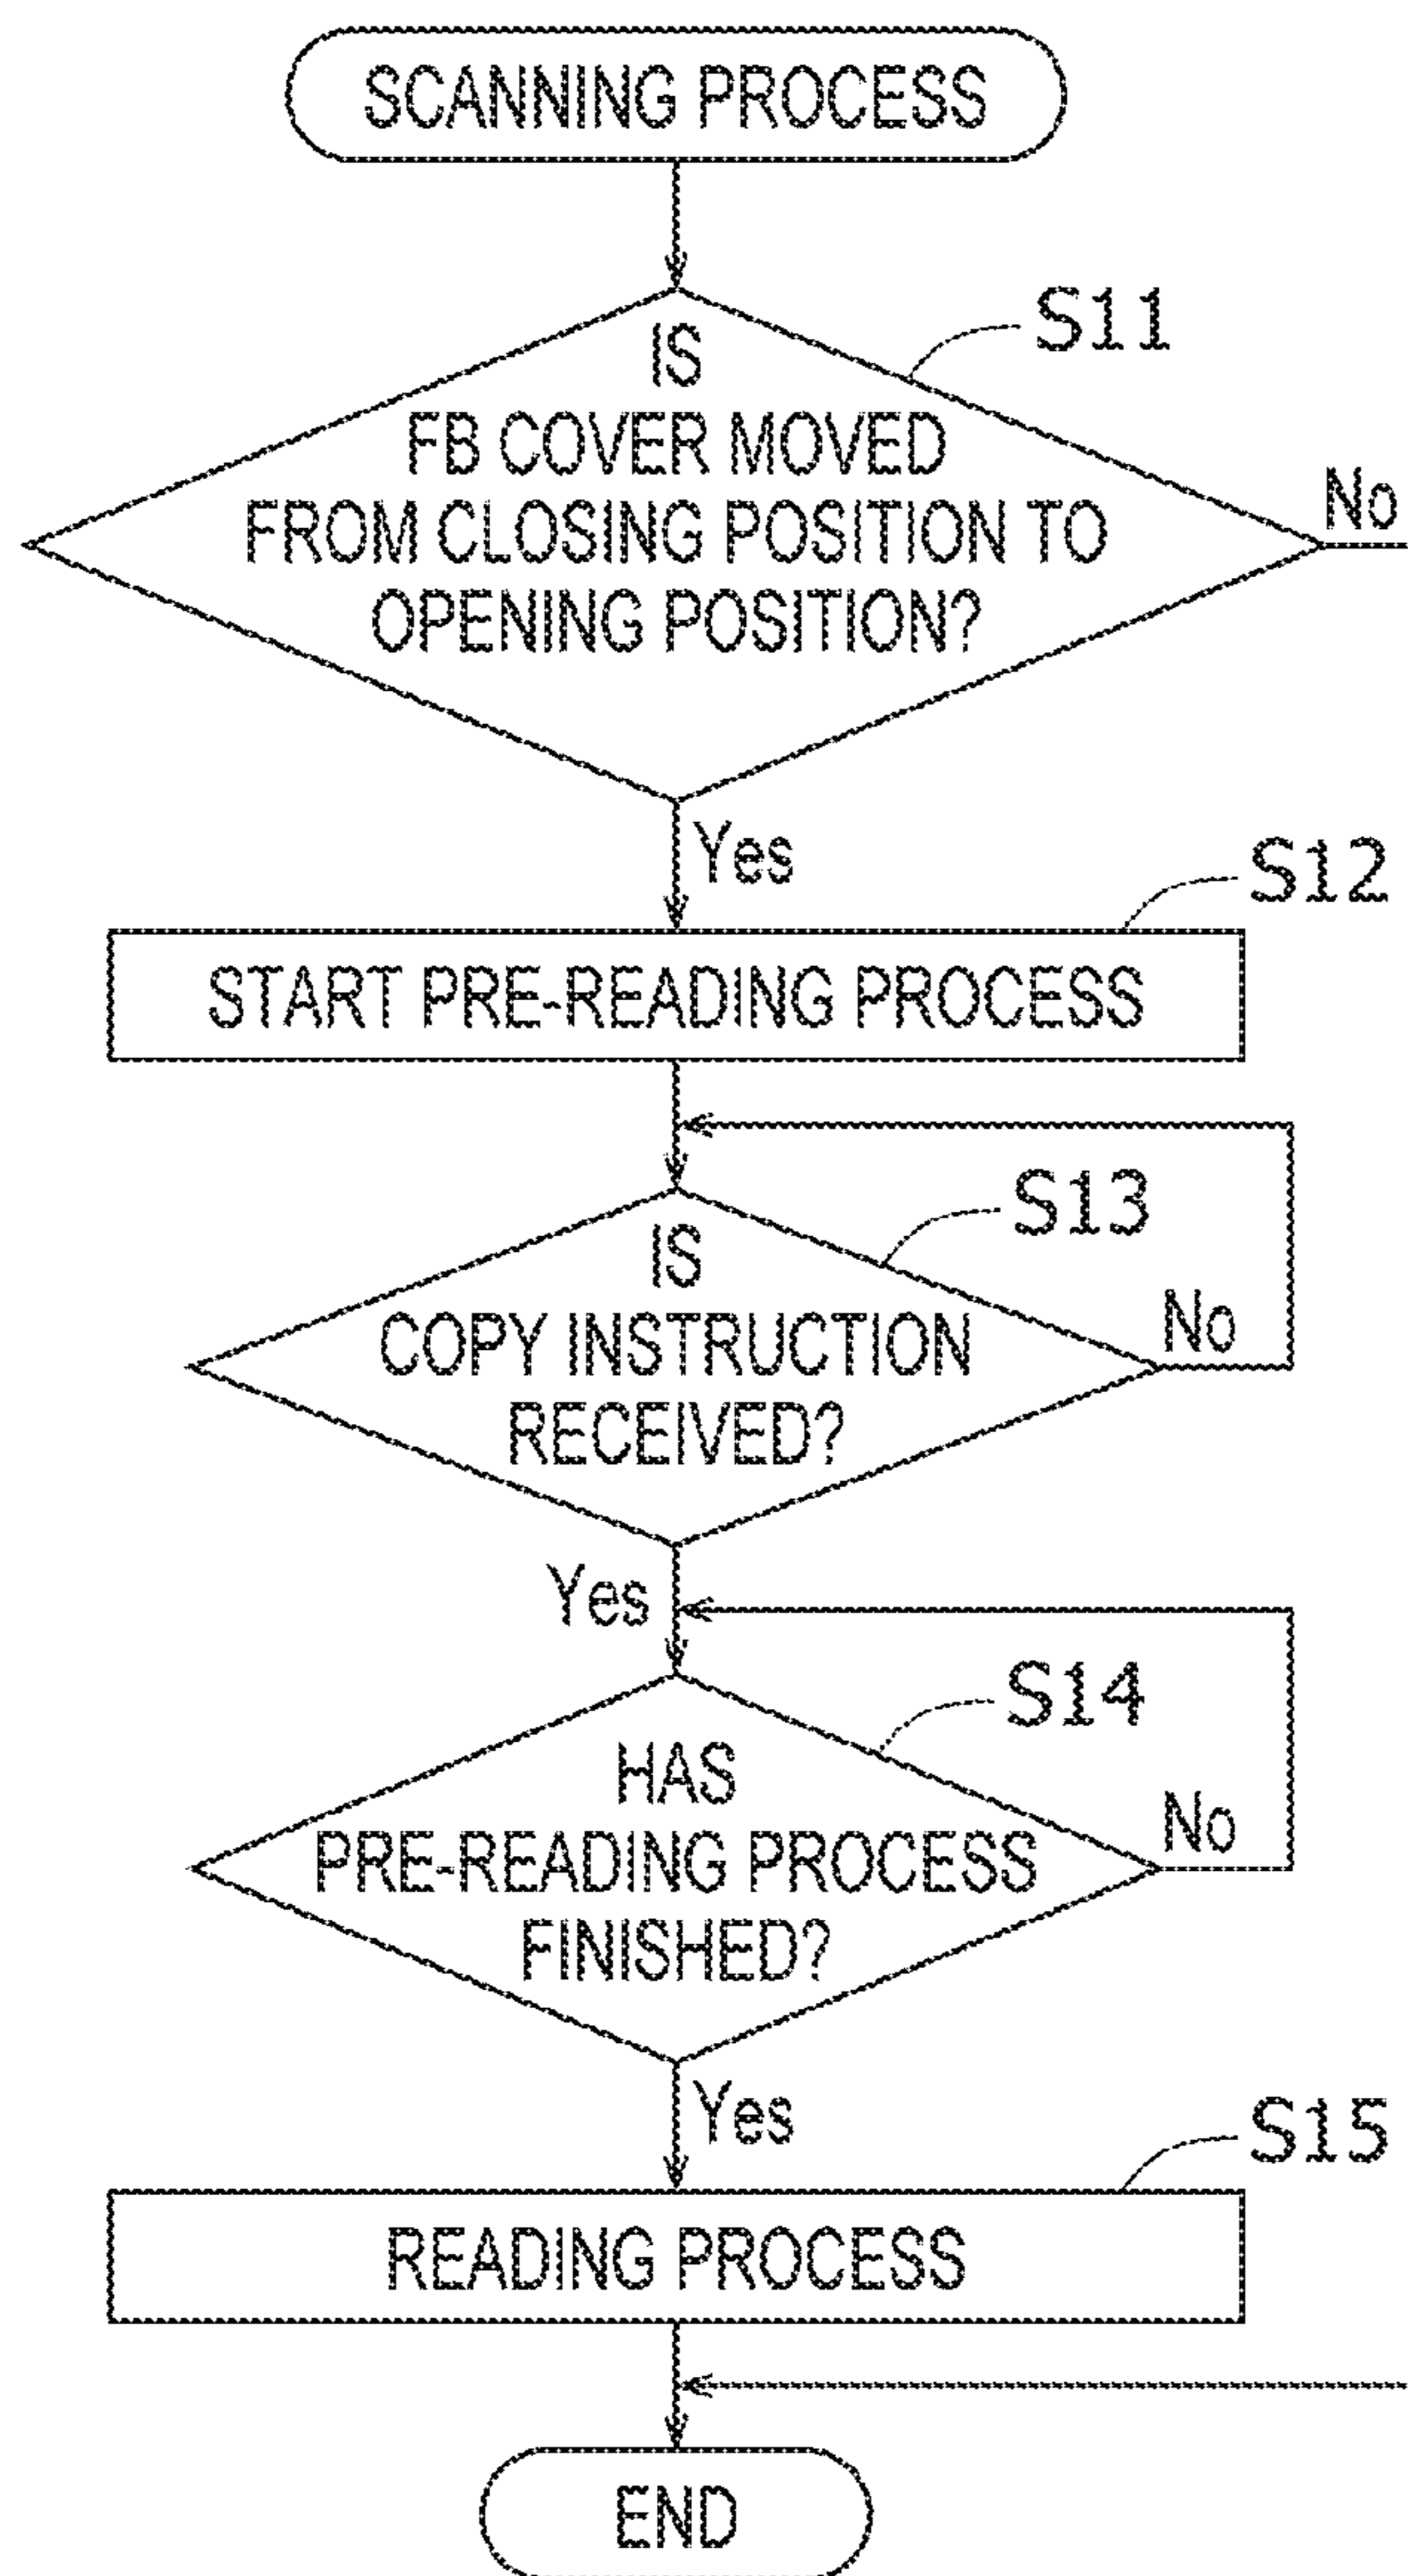 SCANNING PROCESS
S11
IS
FB COVER MOVED
FROM CLOSING POSITION TO
OPENING POSITION?
No
Yes
S12
START PRE-READING PROCESS
S13
IS
COPY INSTRUCTION
RECEIVED?
No
Yes
S14
HAS
PRE-READING PROCESS
FINISHED?
No
Yes
S15
READING PROCESS
END